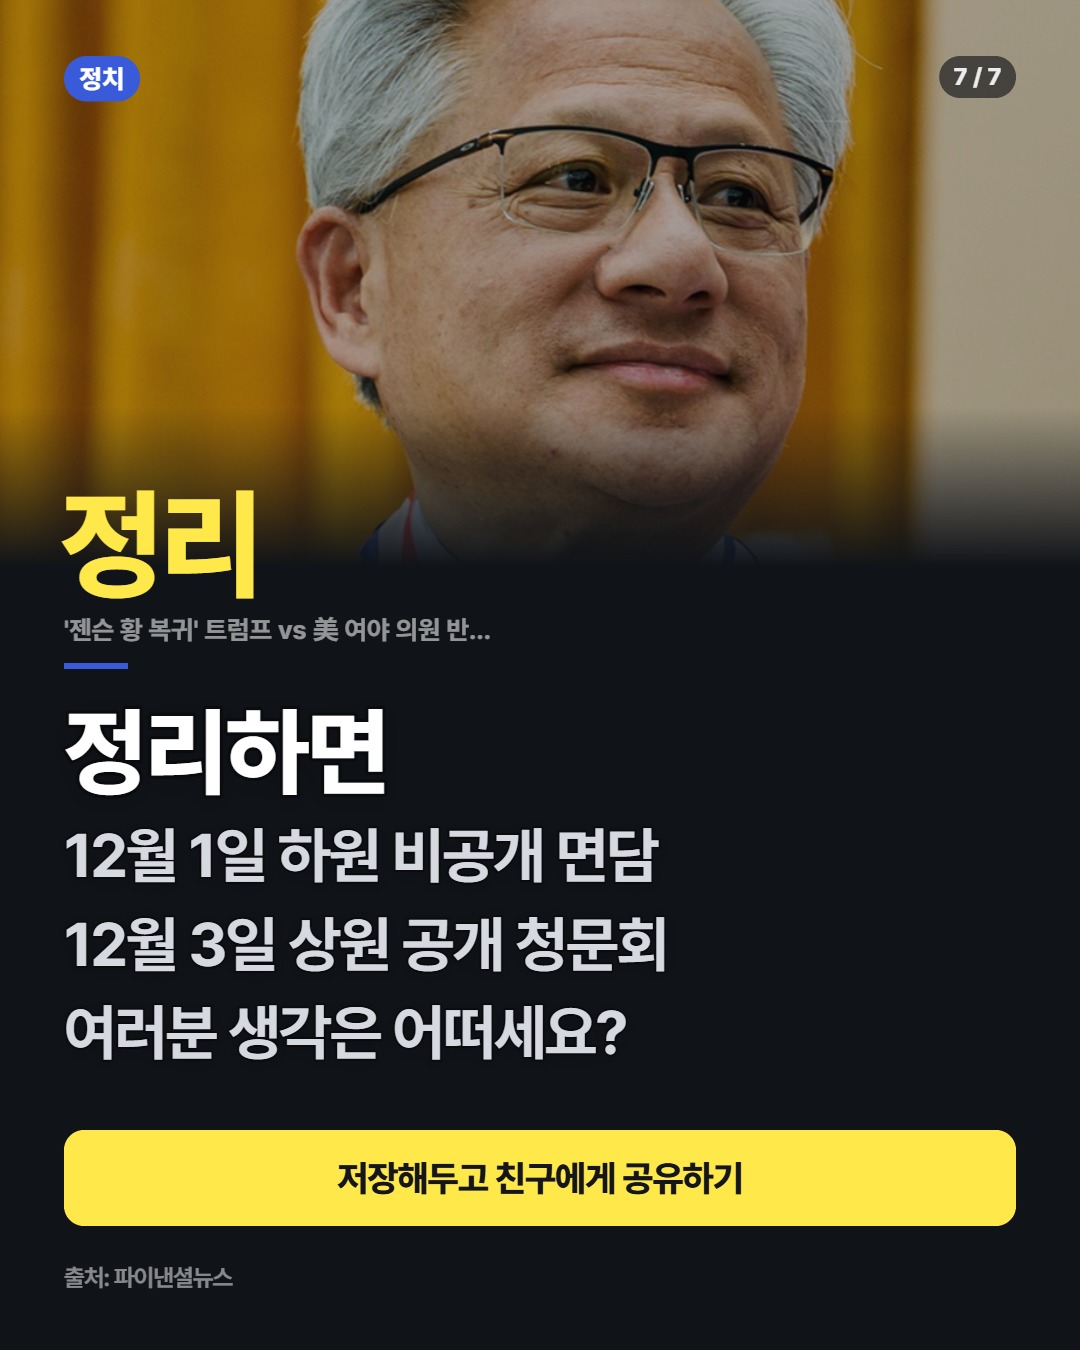 정치
7 / 7
정리
'젠슨 황 복귀' 트럼프 vs 美 여야 의원 반...
정리하면
12월 1일 하원 비공개 면담
12월 3일 상원 공개 청문회
여러분 생각은 어떠세요?
저장해두고 친구에게 공유하기
출처: 파이낸셜뉴스